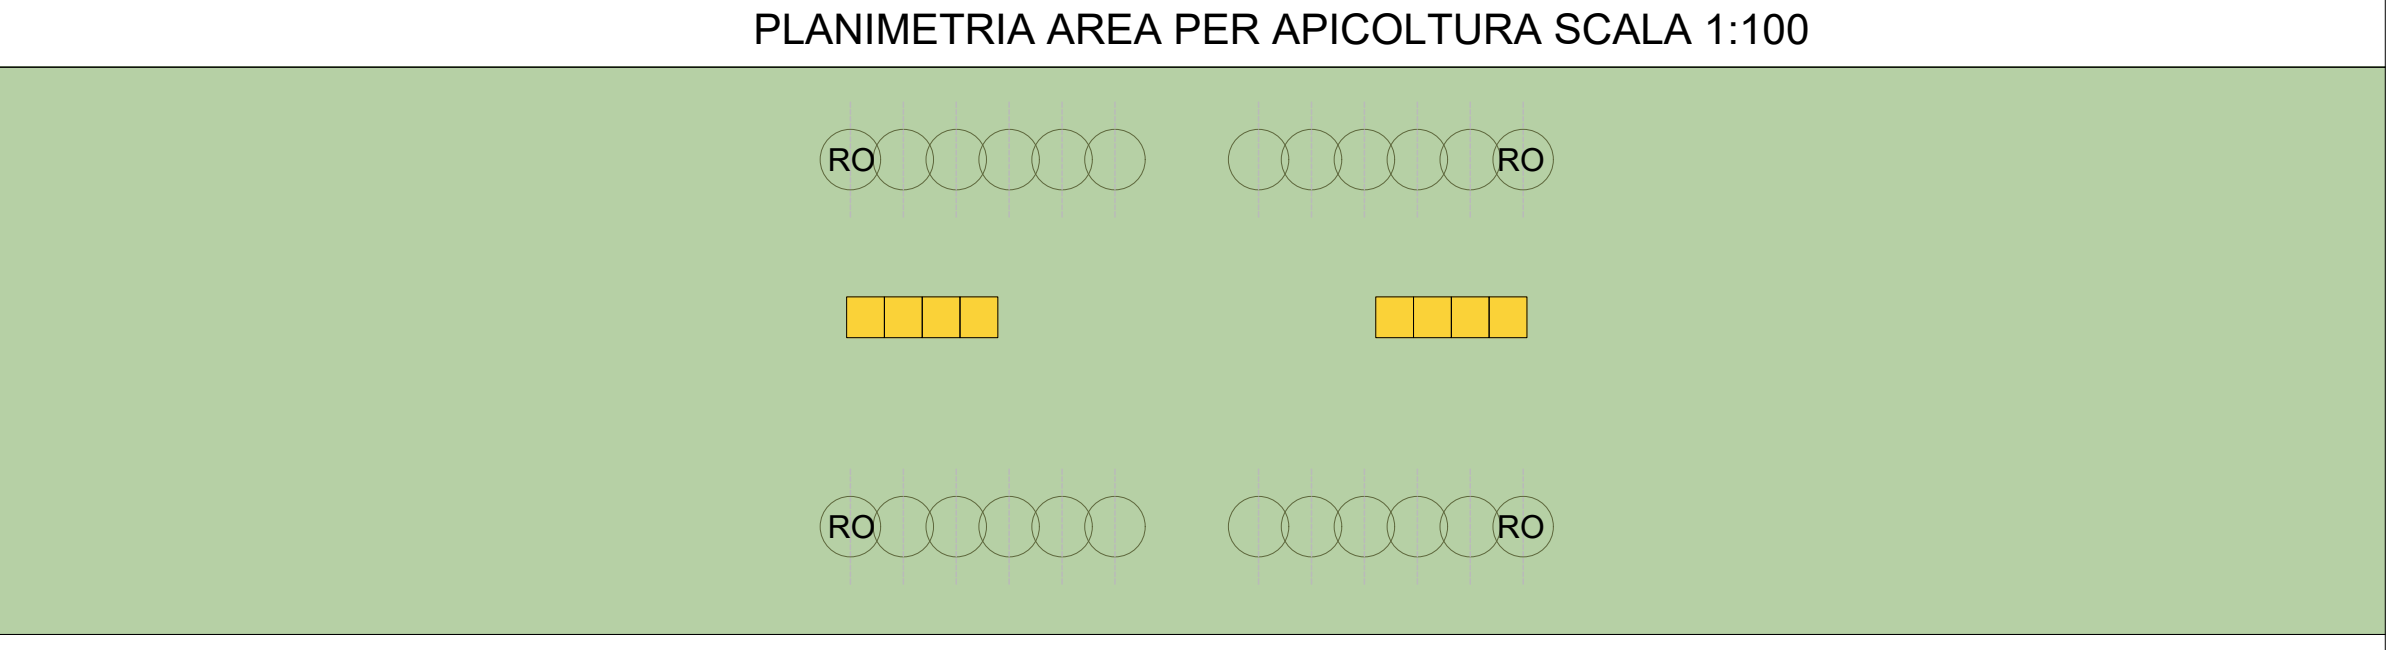 PLANIMETRIA AREA PER APICOLTURA SCALA 1:100
RO RO
RO RO